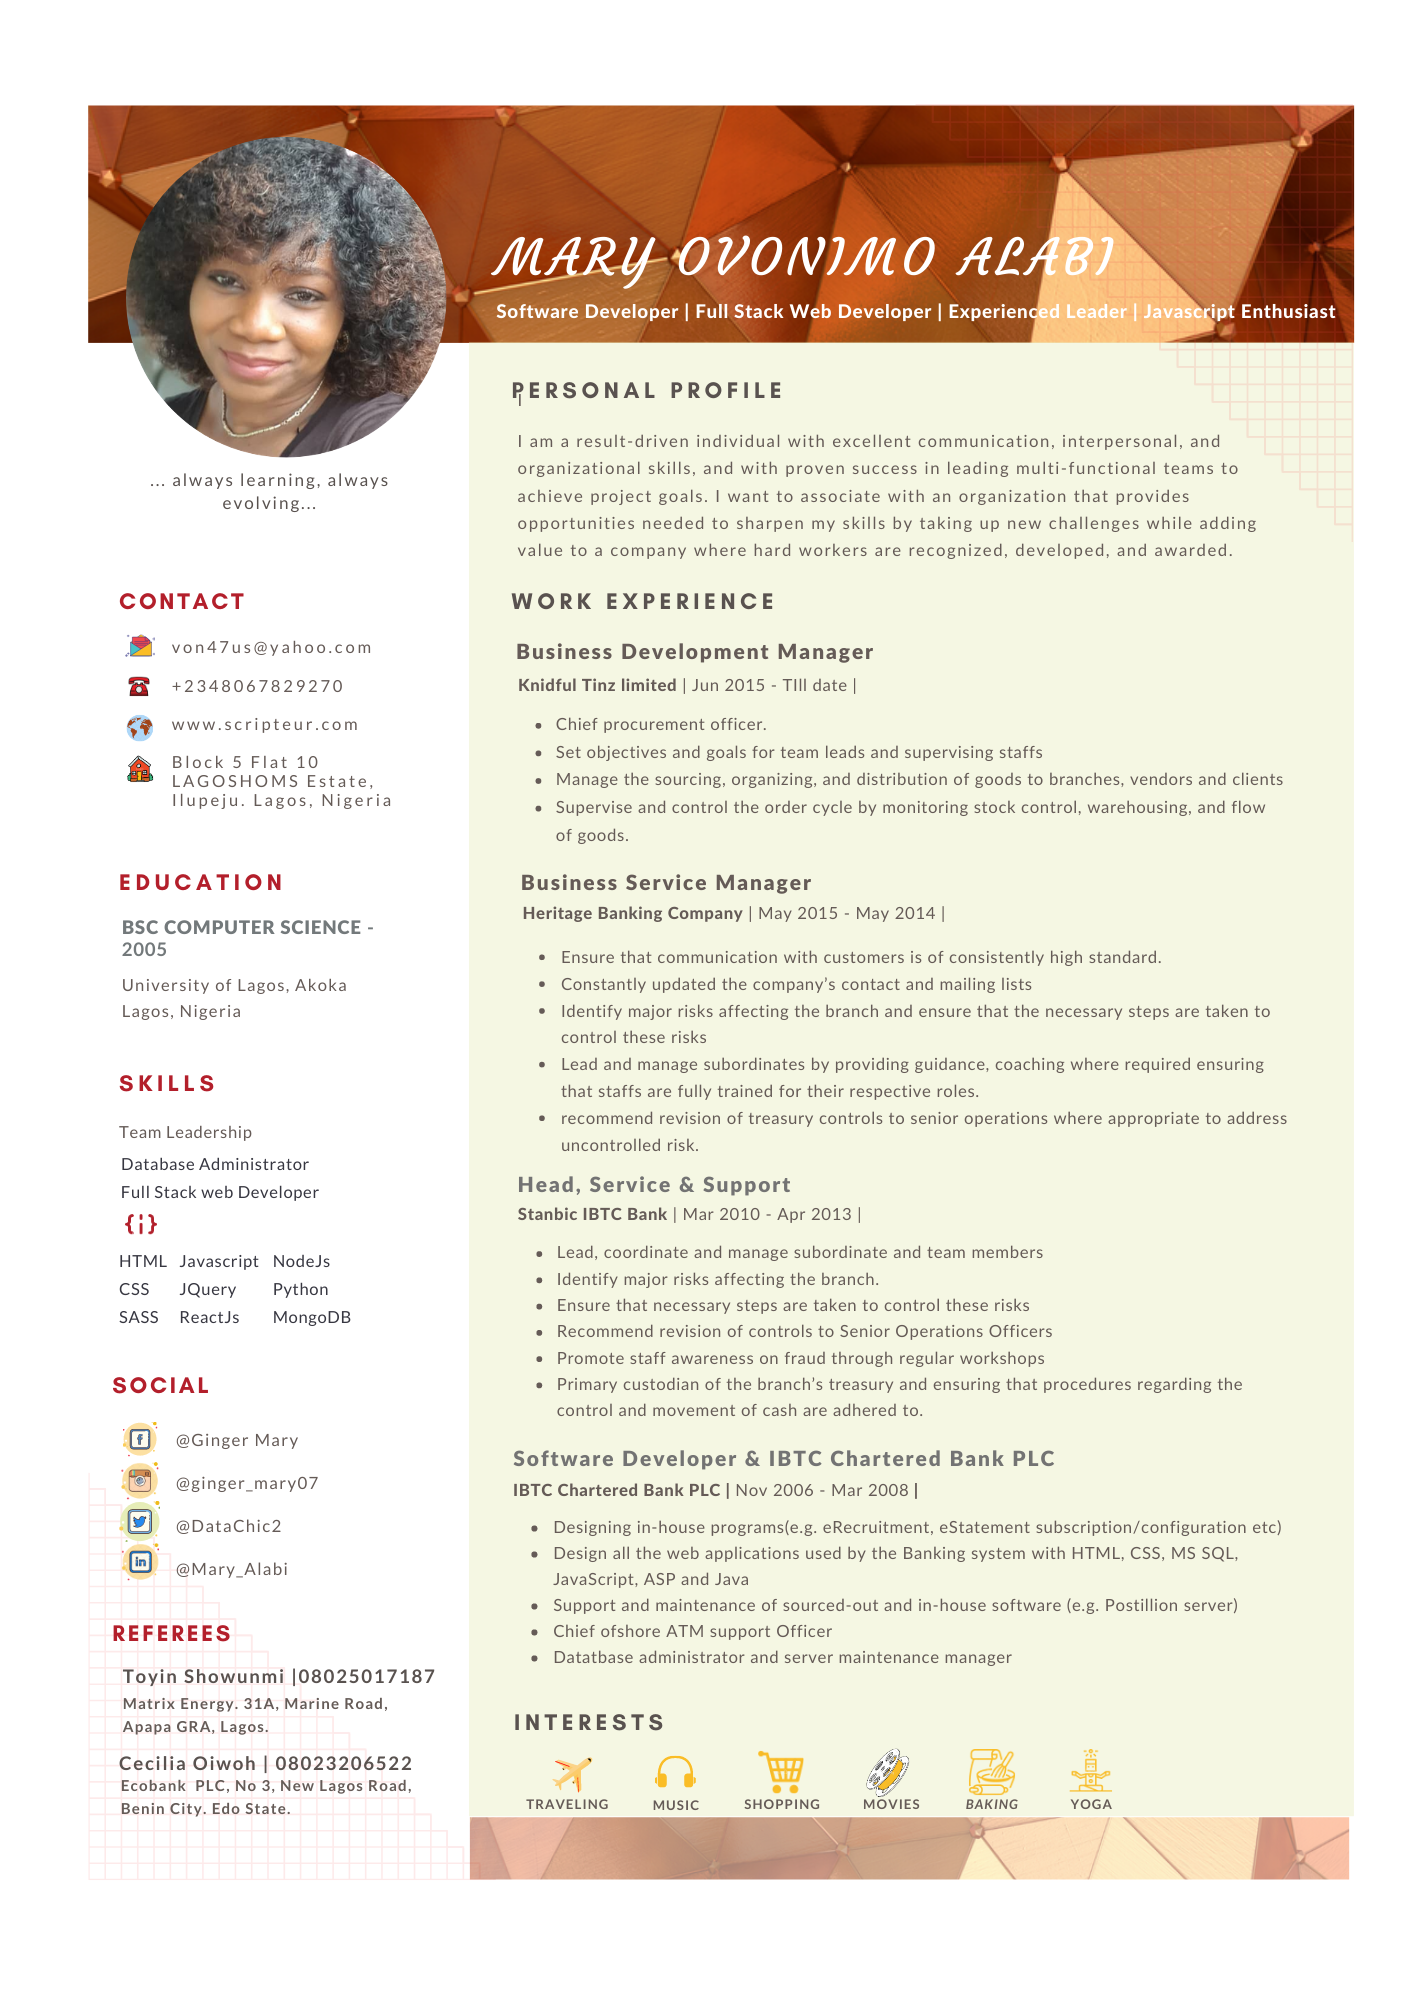 MARY OVONIMO ALABI
Software Developer | Full Stack Web Developer | Experienced Leader | Javascript Enthusiast
... always learning, always
evolving...
CONTACT
von47us@yahoo.com
+2348067829270
www.scripteur.com
Block 5 Flat 10
LAGOSHOMS Estate,
Ilupeju. Lagos, Nigeria
EDUCATION
BSC COMPUTER SCIENCE -
2005
University of Lagos, Akoka
Lagos, Nigeria
SKILLS
Team Leadership
Database Administrator
Full Stack web Developer
{¦}
HTML Javascript NodeJs
CSS JQuery Python
SASS ReactJs MongoDB
SOCIAL
@Ginger Mary
@ginger_mary07
@DataChic2
@Mary_Alabi
REFEREES
Toyin Showunmi |08025017187
Matrix Energy. 31A, Marine Road,
Apapa GRA, Lagos.
Cecilia Oiwoh | 08023206522
Ecobank PLC, No 3, New Lagos Road,
Benin City. Edo State.
PERSONAL PROFILE
|
I am a result-driven individual with excellent communication, interpersonal, and
organizational skills, and with proven success in leading multi-functional teams to
achieve project goals. I want to associate with an organization that provides
opportunities needed to sharpen my skills by taking up new challenges while adding
value to a company where hard workers are recognized, developed, and awarded.
WORK EXPERIENCE
Business Development Manager
Knidful Tinz limited | Jun 2015 - TIll date |
• Chief procurement officer.
• Set objectives and goals for team leads and supervising staffs
• Manage the sourcing, organizing, and distribution of goods to branches, vendors and clients
• Supervise and control the order cycle by monitoring stock control, warehousing, and flow
of goods.
Business Service Manager
Heritage Banking Company | May 2015 - May 2014 |
• Ensure that communication with customers is of consistently high standard.
• Constantly updated the company’s contact and mailing lists
• Identify major risks affecting the branch and ensure that the necessary steps are taken to
control these risks
• Lead and manage subordinates by providing guidance, coaching where required ensuring
that staffs are fully trained for their respective roles.
• recommend revision of treasury controls to senior operations where appropriate to address
uncontrolled risk.
Head, Service & Support
Stanbic IBTC Bank | Mar 2010 - Apr 2013 |
• Lead, coordinate and manage subordinate and team members
• Identify major risks affecting the branch.
• Ensure that necessary steps are taken to control these risks
• Recommend revision of controls to Senior Operations Officers
• Promote staff awareness on fraud through regular workshops
• Primary custodian of the branch’s treasury and ensuring that procedures regarding the
control and movement of cash are adhered to.
Software Developer & IBTC Chartered Bank PLC
IBTC Chartered Bank PLC | Nov 2006 - Mar 2008 |
• Designing in-house programs(e.g. eRecruitment, eStatement subscription/configuration etc)
• Design all the web applications used by the Banking system with HTML, CSS, MS SQL,
JavaScript, ASP and Java
• Support and maintenance of sourced-out and in-house software (e.g. Postillion server)
• Chief ofshore ATM support Officer
• Datatbase administrator and server maintenance manager
INTERESTS
TRAVELING MUSIC SHOPPING MOVIES BAKING YOGA